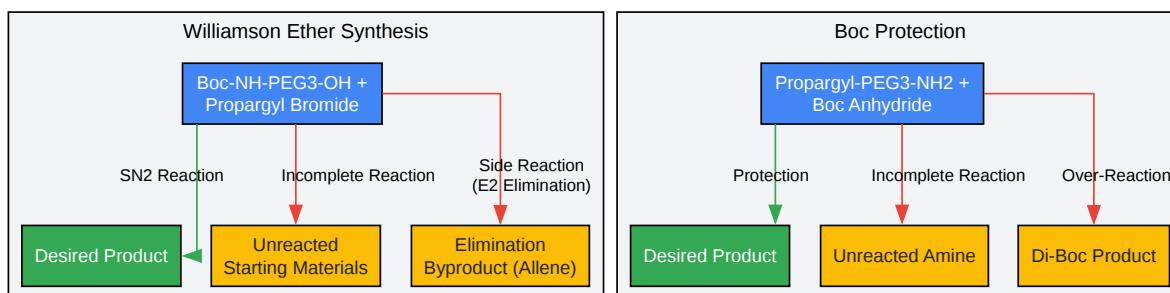 Williamson Ether Synthesis
Boc-NH-PEG3-OH +
Propargyl Bromide
SN2 Reaction
Incomplete Reaction
Side Reaction
(E2 Elimination)
Desired Product
Unreacted
Starting Materials
Elimination
Byproduct (Allene)
Boc Protection
Propargyl-PEG3-NH2 +
Boc Anhydride
Protection
Incomplete Reaction
Over-Reaction
Desired Product
Unreacted Amine
Di-Boc Product